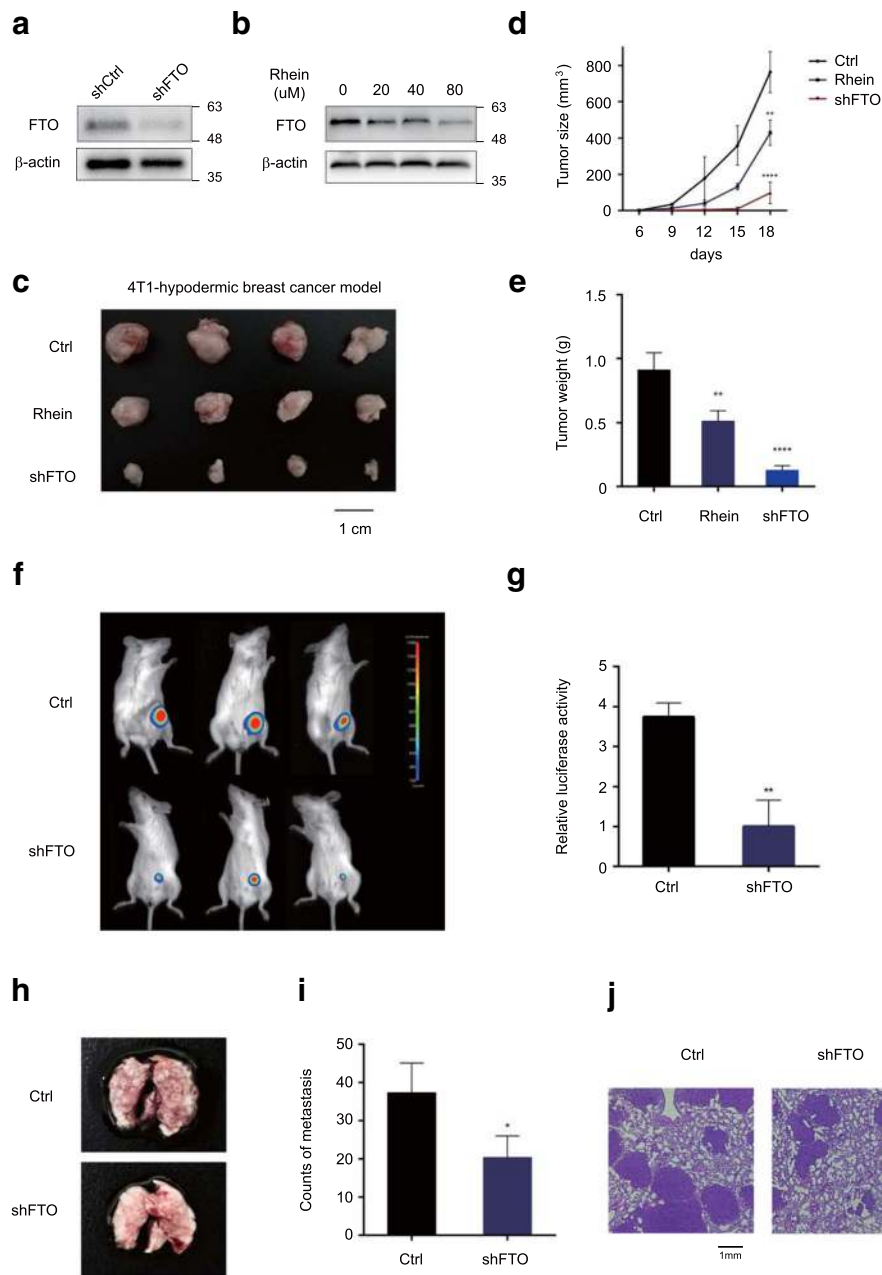 a
shCtrl
shFTO
FTO
63
48
β-actin
35
b
Rhein
(uM)
0 20 40 80
FTO
63
48
β-actin
35
d
Tumor size (mm³)
800
600
400
200
0
6 9 12 15 18
days
**
****
Ctrl
Rhein
shFTO
c
4T1-hypodermic breast cancer model
Ctrl
Rhein
shFTO
1 cm
e
Tumor weight (g)
1.5
1.0
0.5
0
**
****
Ctrl Rhein shFTO
f
Ctrl
shFTO
g
Relative luciferase activity
5
4
3
2
1
0
**
Ctrl shFTO
h
Ctrl
shFTO
i
Counts of metastasis
50
40
30
20
10
0
*
Ctrl shFTO
j
Ctrl shFTO
1mm